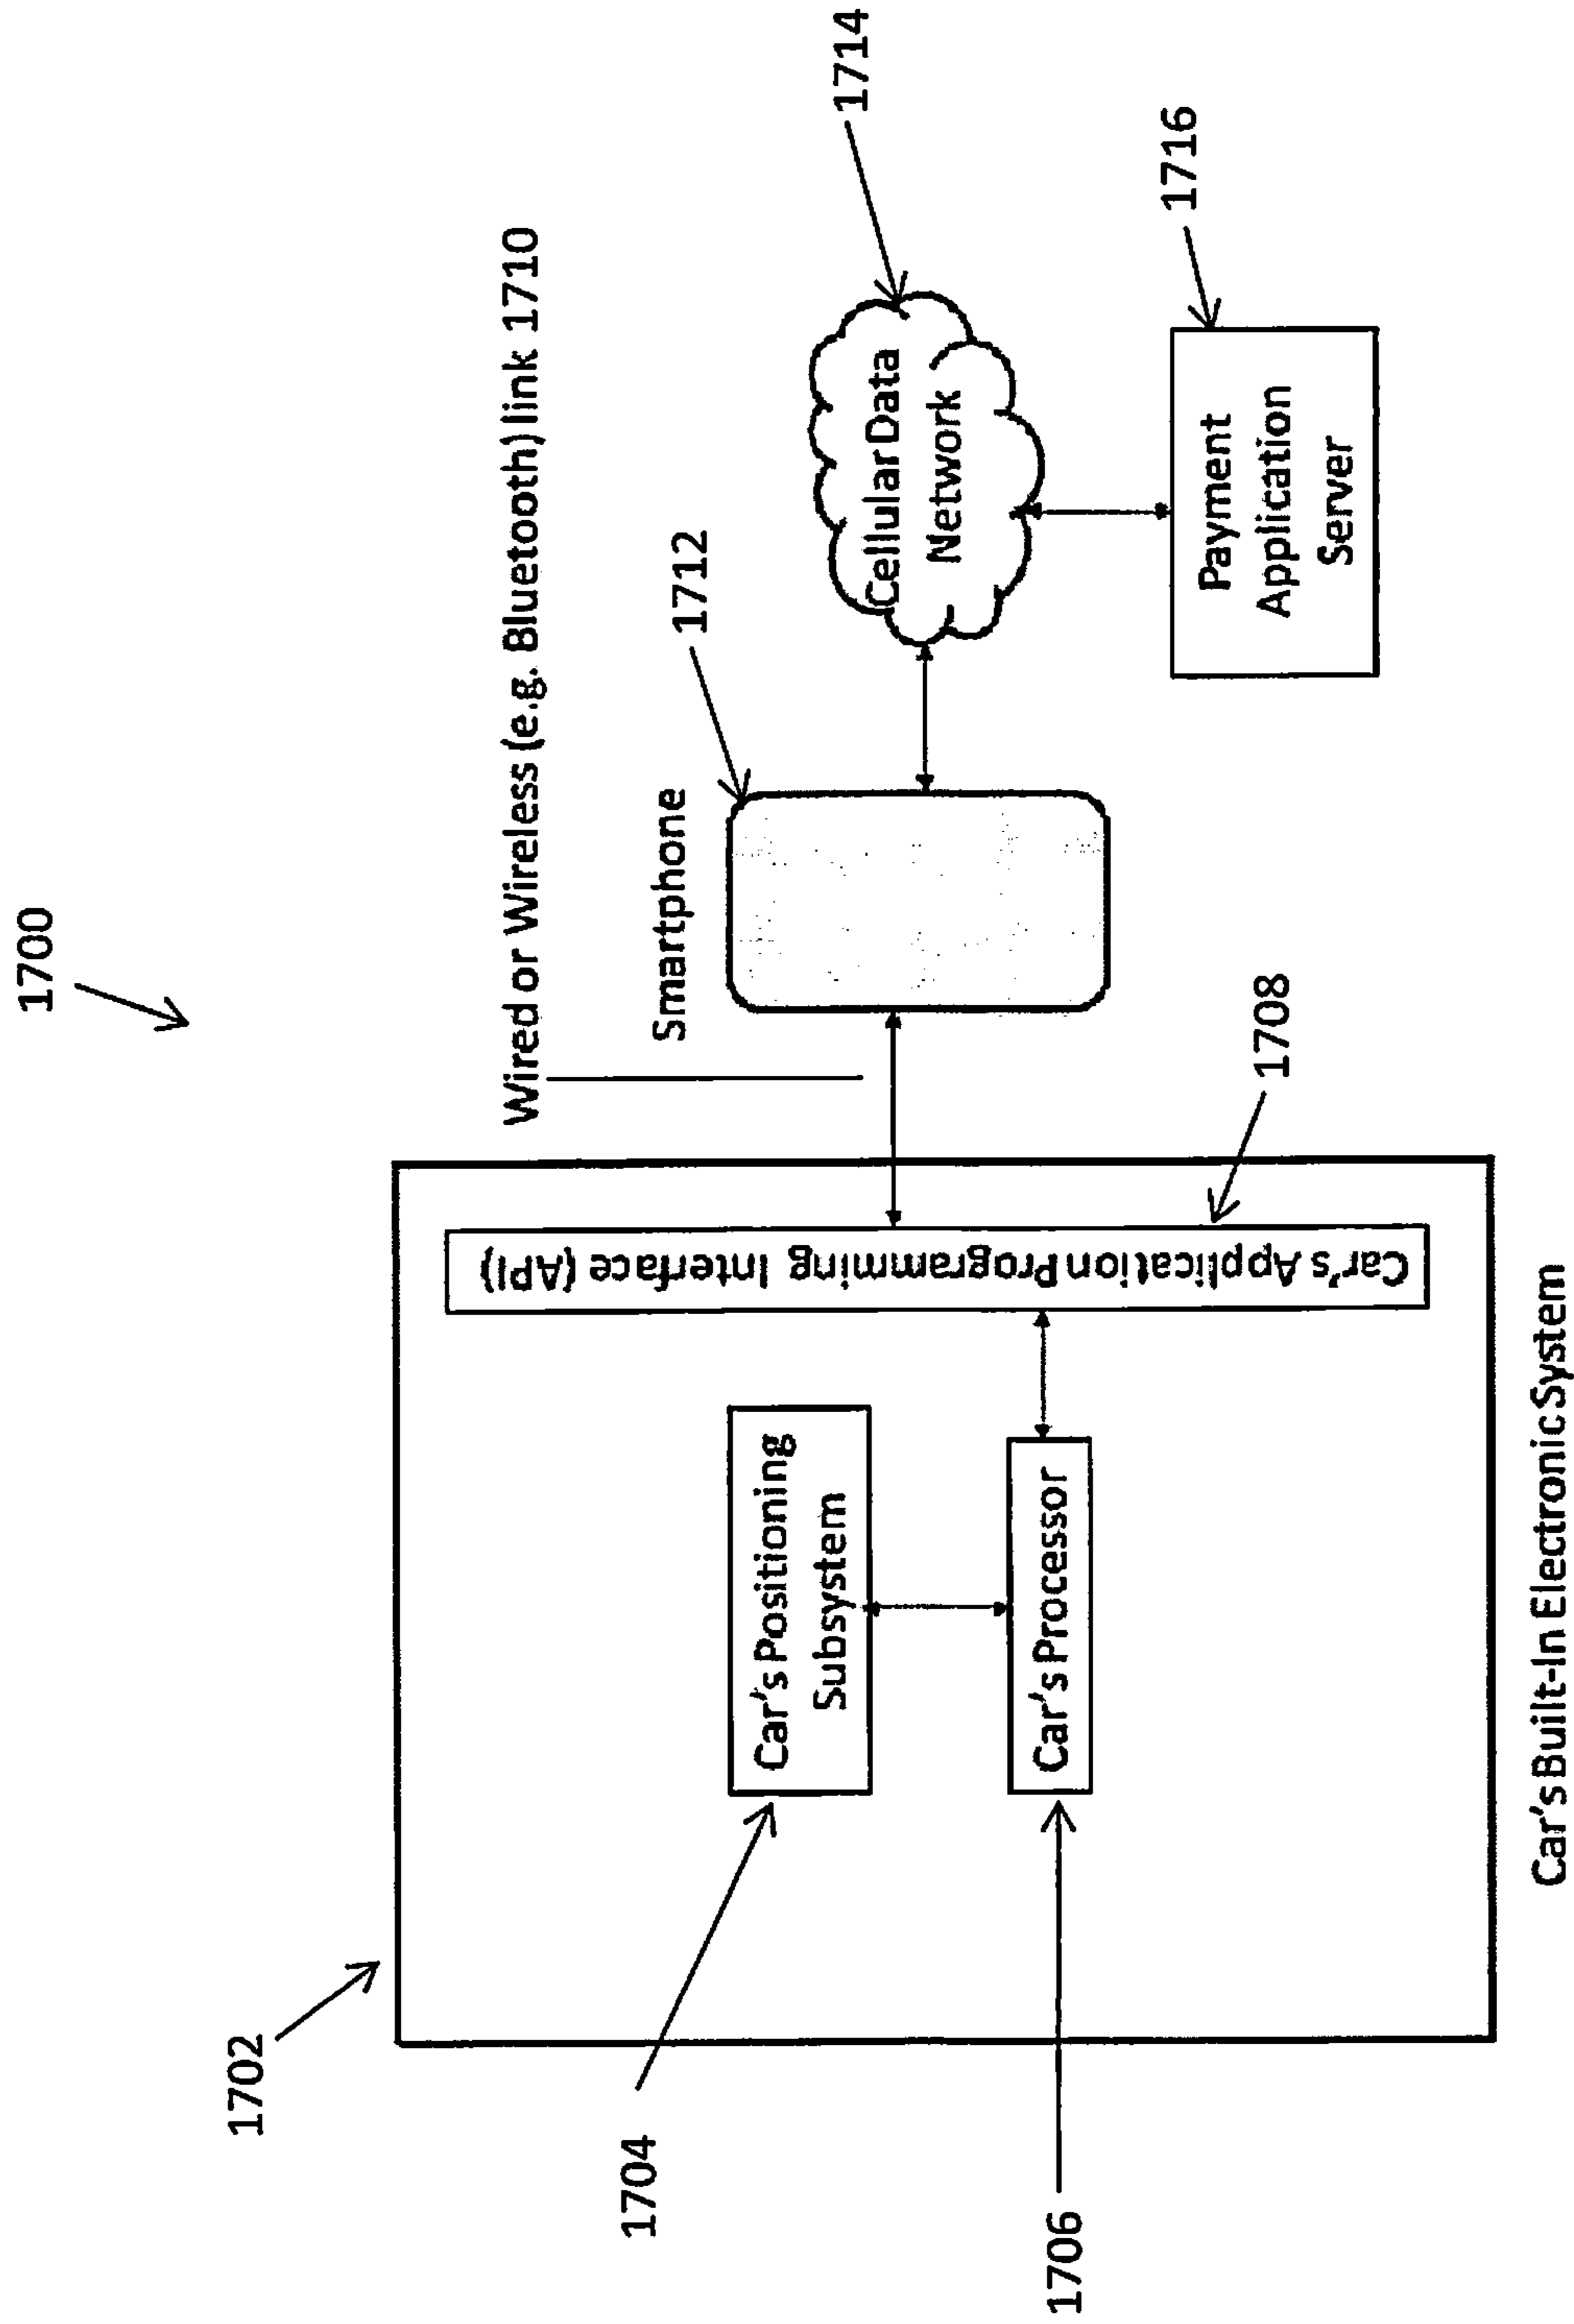 1700
Wired or Wireless (e.g. Bluetooth) link 1710
1702
Smartphone
1712
1714
Cellular Data
Network
1704
Car's Positioning
Subsystem
Car's Application Programming Interface (API)
1706
Car's Processor
1708
1716
Payment
Application
Server
Car's Built-In Electronic System